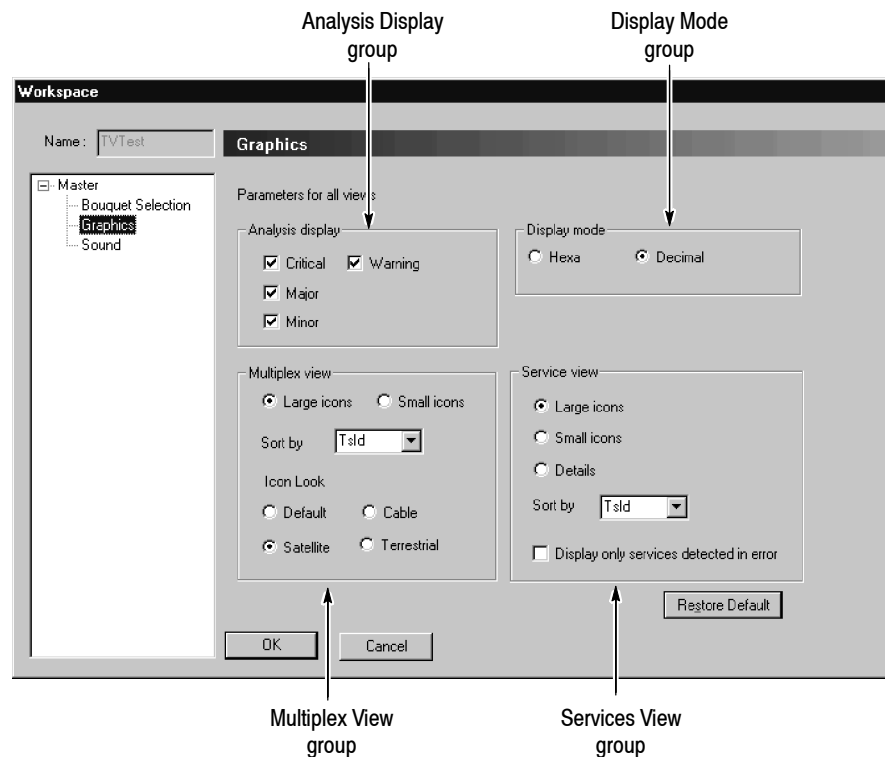 Analysis Display
group
Display Mode
group
Workspace
Name : TVTest
Graphics
Master
Bouquet Selection
Graphics
Sound
Parameters for all views
Analysis display
Critical
Warning
Major
Minor
Display mode
Hexa
Decimal
Multiplex view
Large icons
Small icons
Sort by TsId
Icon Look
Default
Cable
Satellite
Terrestrial
Service view
Large icons
Small icons
Details
Sort by TsId
Display only services detected in error
Restore Default
OK
Cancel
Multiplex View
group
Services View
group